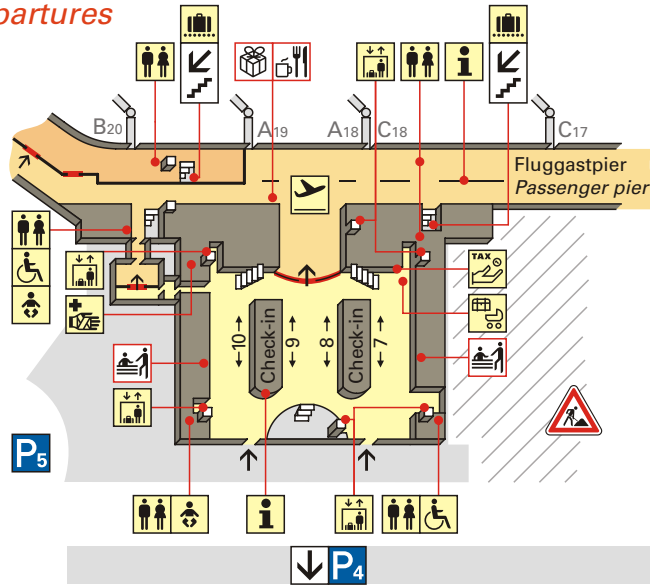 partures
B20
A19
A18
C18
C17
i
Fluggastpier
Passenger pier
TAX
10
Check-in
9
8
Check-in
7
P5
i
P4